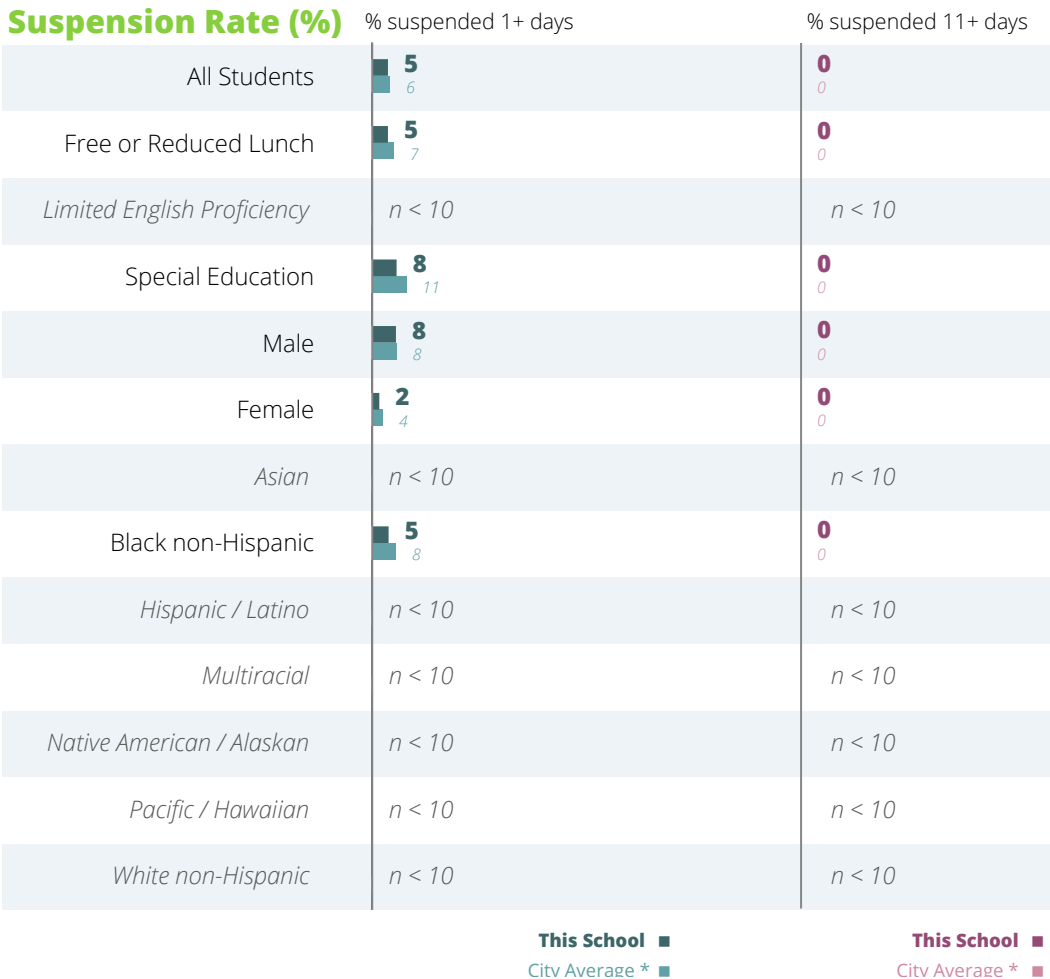 Suspension Rate (%) % suspended 1+ days % suspended 11+ days
All Students 5 0
6 0
Free or Reduced Lunch 5 0
7 0
Limited English Proficiency n < 10 n < 10
Special Education 8 0
11 0
Male 8 0
8 0
Female 2 0
4 0
Asian n < 10 n < 10
Black non-Hispanic 5 0
8 0
Hispanic / Latino n < 10 n < 10
Multiracial n < 10 n < 10
Native American / Alaskan n < 10 n < 10
Pacific / Hawaiian n < 10 n < 10
White non-Hispanic n < 10 n < 10
This School This School
City Average * City Average *